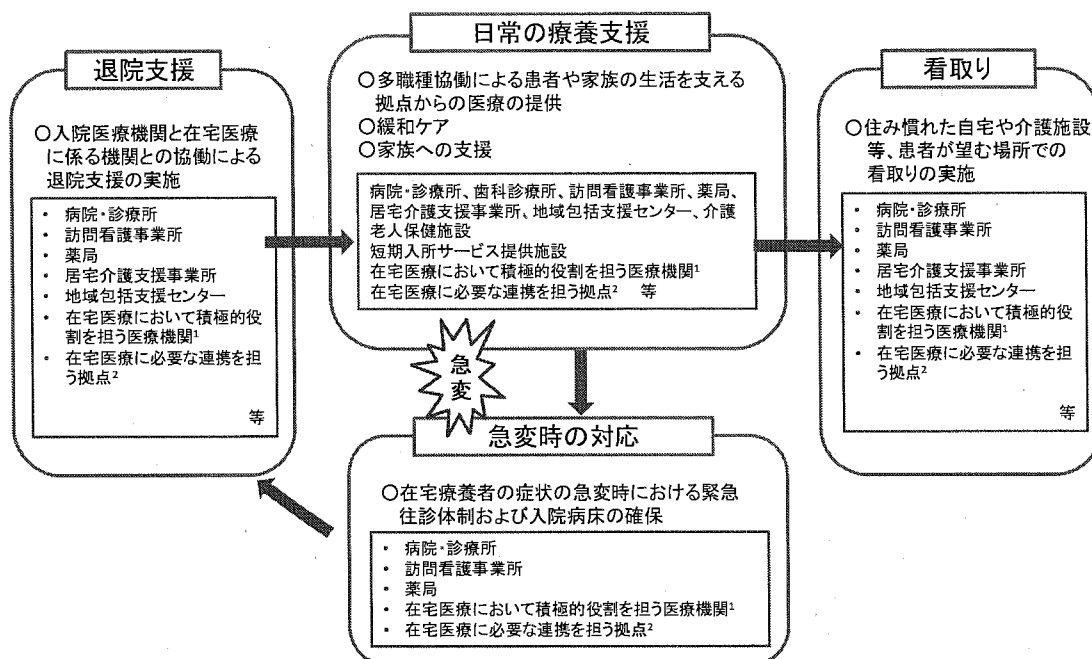 退院支援
○入院医療機関と在宅医療
に係る機関との協働による
退院支援の実施
・ 病院・診療所
・ 訪問看護事業所
・ 薬局
・ 居宅介護支援事業所
・ 地域包括支援センター
・ 在宅医療において積極的役
割を担う医療機関¹
・ 在宅医療に必要な連携を担
う拠点²
等
日常の療養支援
○多職種協働による患者や家族の生活を支える
拠点からの医療の提供
○緩和ケア
○家族への支援
病院・診療所、歯科診療所、訪問看護事業所、薬局、
居宅介護支援事業所、地域包括支援センター、介護
老人保健施設
短期入所サービス提供施設
在宅医療において積極的役割を担う医療機関¹
在宅医療に必要な連携を担う拠点² 等
急変
急変時の対応
○在宅療養者の症状の急変時における緊急
往診体制および入院病床の確保
・ 病院・診療所
・ 訪問看護事業所
・ 薬局
・ 在宅医療において積極的役割を担う医療機関¹
・ 在宅医療に必要な連携を担う拠点²
看取り
○住み慣れた自宅や介護施設
等、患者が望む場所での
看取りの実施
・ 病院・診療所
・ 訪問看護事業所
・ 薬局
・ 居宅介護支援事業所
・ 地域包括支援センター
・ 在宅医療において積極的役
割を担う医療機関¹
・ 在宅医療に必要な連携を担
う拠点²
等